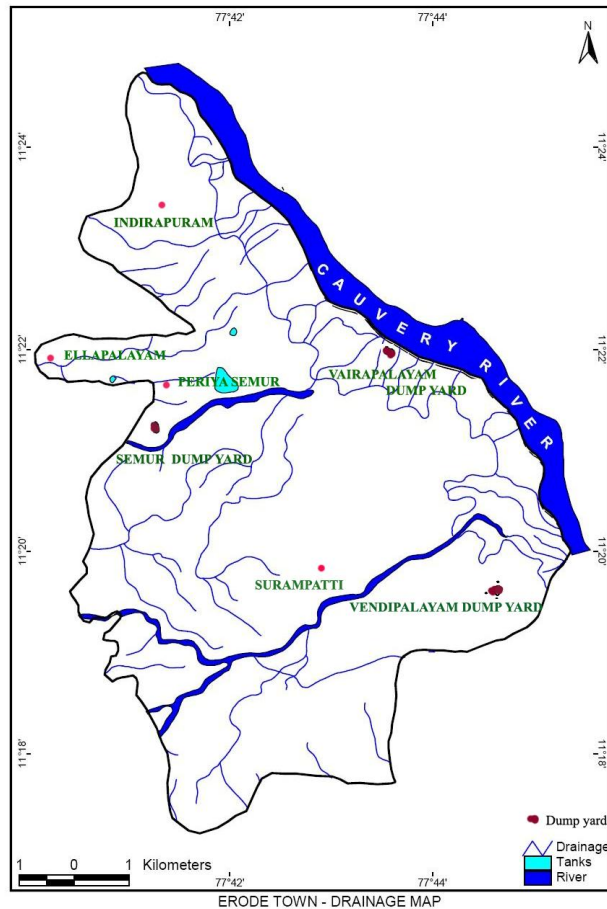 77°42' 77°44'
N
11°24' 11°24'
INDIRAPURAM
CAUVERY RIVER
11°22' 11°22'
ELLAPALAYAM
PERIYA SEMUR
VAIRAPALAYAM
DUMP YARD
SEMUR DUMP YARD
11°20' 11°20'
SURAMPATTI
VENDIPALAYAM DUMP YARD
11°18' 11°18'
Dump yard
Drainage
Tanks
River
1 0 1 Kilometers
77°42' 77°44'
ERODE TOWN - DRAINAGE MAP